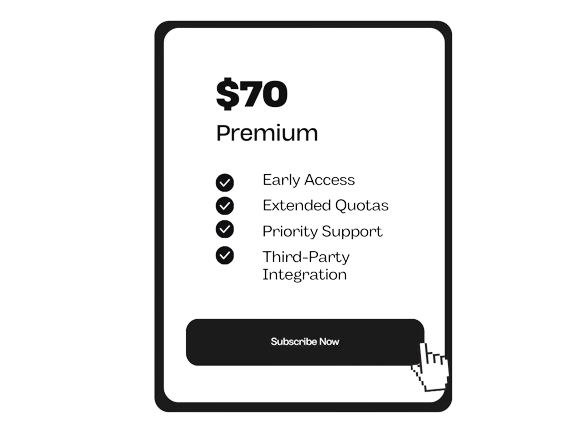 $70
Premium
Early Access
Extended Quotas
Priority Support
Third-Party
Integration
Subscribe Now